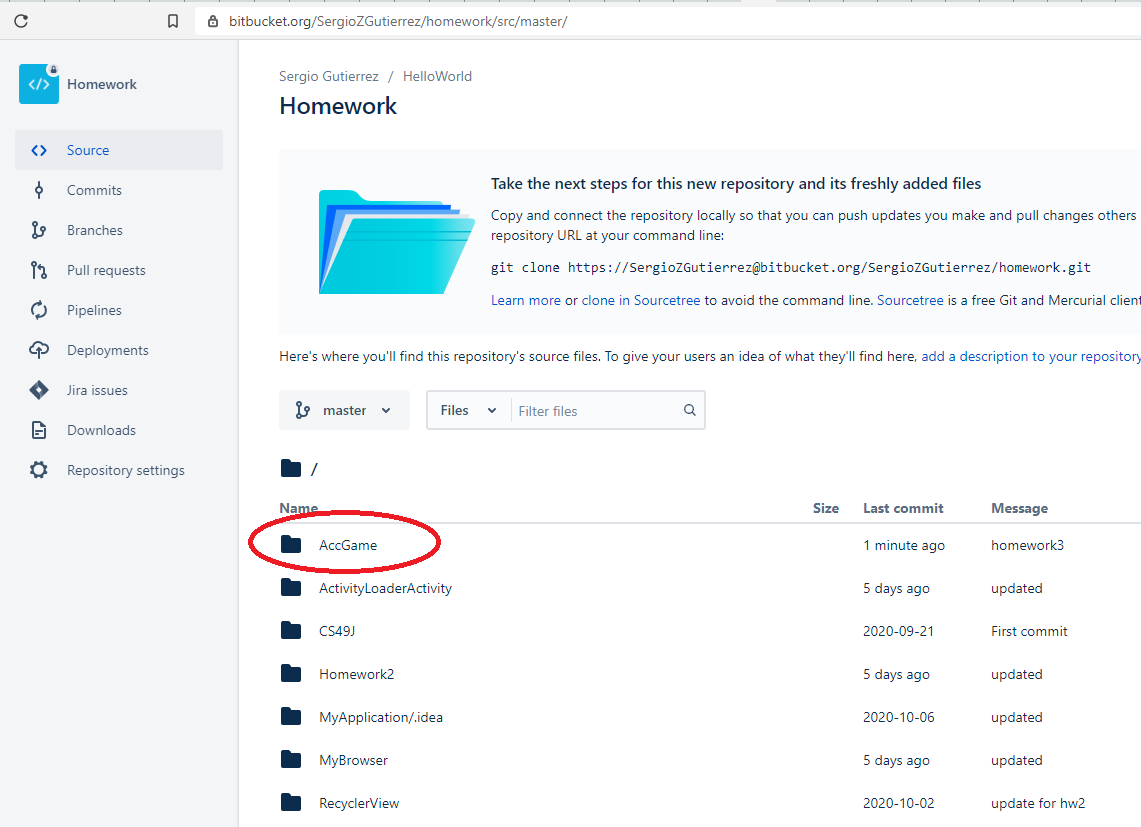 bitbucket.org/SergioZGutierrez/homework/src/master/
Homework
Source
Commits
Branches
Pull requests
Pipelines
Deployments
Jira issues
Downloads
Repository settings
Sergio Gutierrez / HelloWorld
Homework
Take the next steps for this new repository and its freshly added files
Copy and connect the repository locally so that you can push updates you make and pull changes others
repository URL at your command line:
git clone https://SergioZGutierrez@bitbucket.org/SergioZGutierrez/homework.git
Learn more or clone in Sourcetree to avoid the command line. Sourcetree is a free Git and Mercurial client
Here's where you'll find this repository's source files. To give your users an idea of what they'll find here, add a description to your repository
master Files Filter files
/
Name Size Last commit Message
AccGame 1 minute ago homework3
ActivityLoaderActivity 5 days ago updated
CS49J 2020-09-21 First commit
Homework2 5 days ago updated
MyApplication/.idea 2020-10-06 updated
MyBrowser 5 days ago updated
RecyclerView 2020-10-02 update for hw2